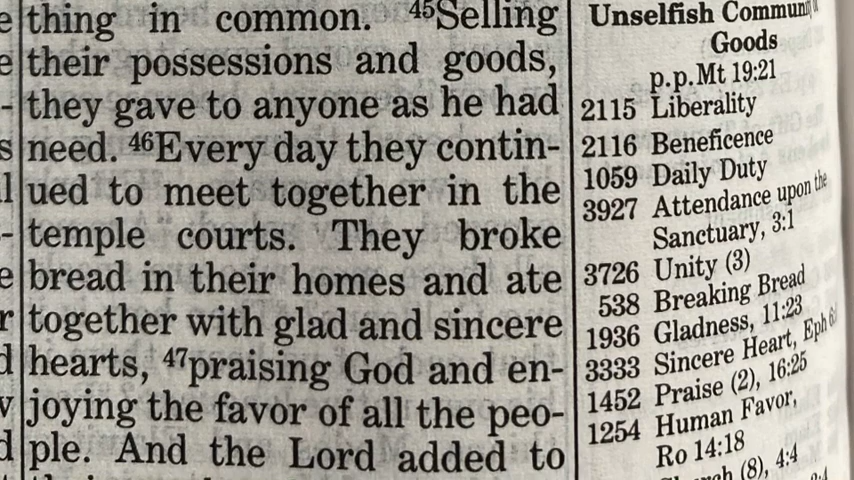 thing in common. 45Selling
their possessions and goods,
they gave to anyone as he had
need. 46Every day they contin-
ued to meet together in the
temple courts. They broke
bread in their homes and ate
together with glad and sincere
hearts, 47praising God and en-
joying the favor of all the peo-
ple. And the Lord added to
Unselfish
Goods
p.p.Mt 19:21
2115 Liberality
2116 Beneficence
1059 Daily Duty
3927 Attendance upon the
Sanctuary, 3:1
3726 Unity (3)
538 Breaking Bread
1936 Gladness, 11:23
3333 Sincere Heart, Eph
1452 Praise (2), 16:25
1254 Human Favor,
Ro 14:18
(8), 4:4